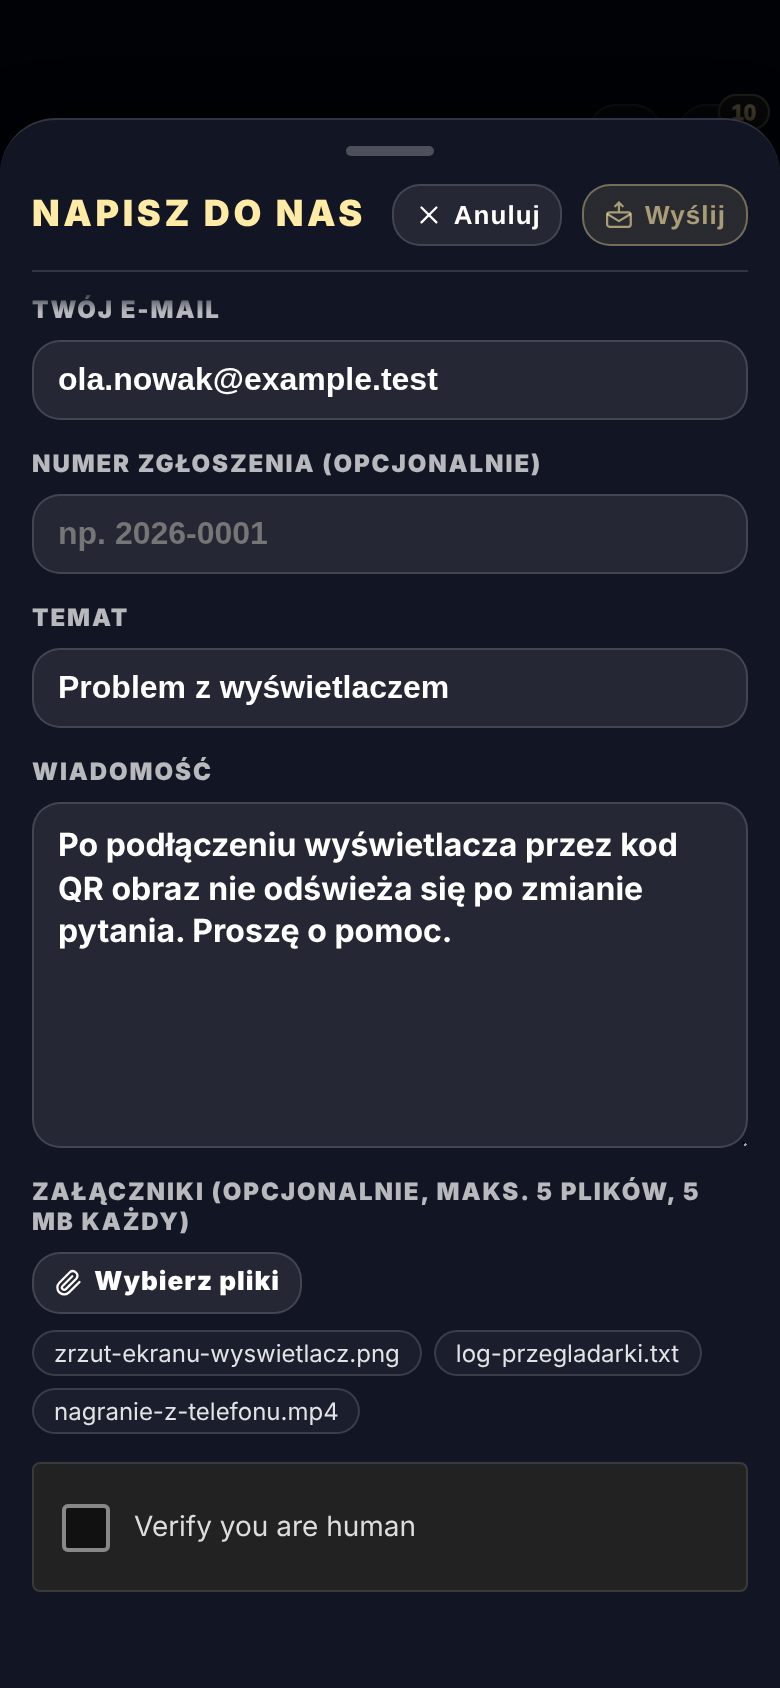 10
NAPISZ DO NAS
Anuluj
Wyślij
TWÓJ E-MAIL
ola.nowak@example.test
NUMER ZGŁOSZENIA (OPCJONALNIE)
np. 2026-0001
TEMAT
Problem z wyświetlaczem
WIADOMOŚĆ
Po podłączeniu wyświetlacza przez kod
QR obraz nie odświeża się po zmianie
pytania. Proszę o pomoc.
ZAŁĄCZNIKI (OPCJONALNIE, MAKS. 5 PLIKÓW, 5
MB KAŻDY)
Wybierz pliki
zrzut-ekranu-wyswietlacz.png
log-przegladarki.txt
nagranie-z-telefonu.mp4
Verify you are human